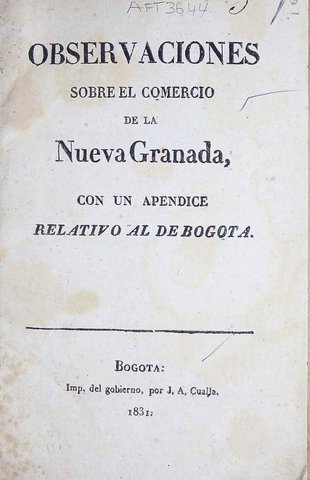 AFT3644
OBSERVACIONES
SOBRE EL COMERCIO
DE LA
Nueva Granada,
CON UN APENDICE
RELATIVO AL DE BOGOTA.
BOGOTA:
Imp. del gobierno, por J. A. Cualla.
1831: